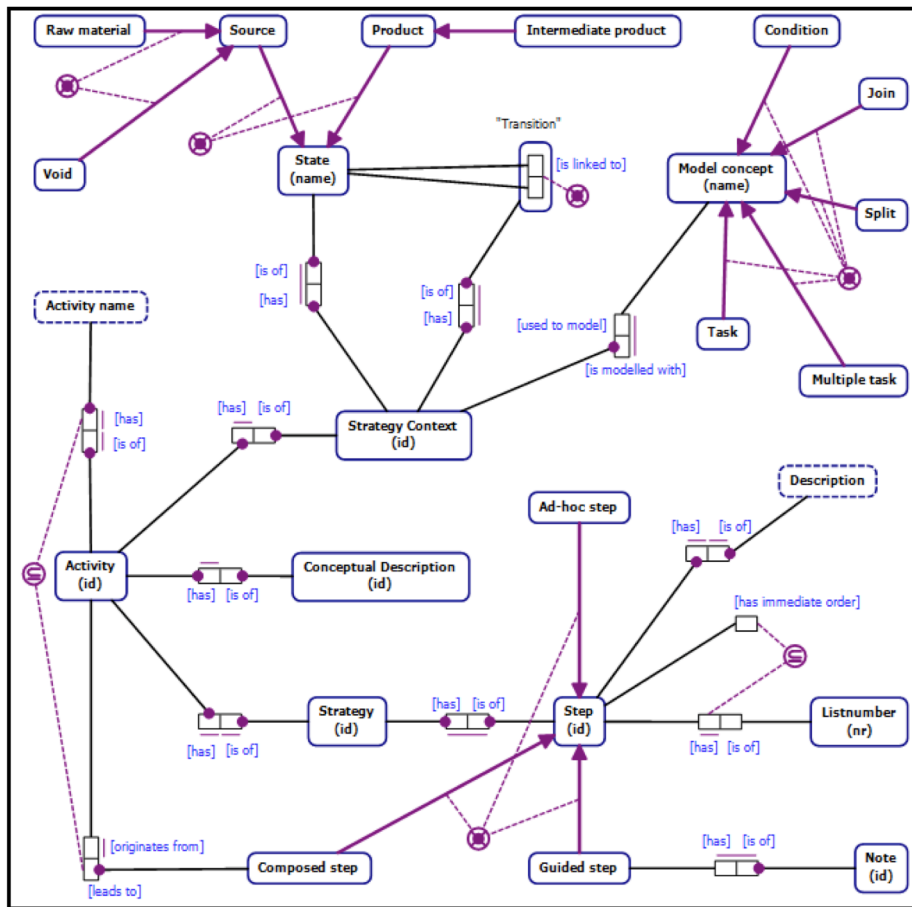 Raw material
Source
Product
Intermediate product
Condition
Join
"Transition"
Void
State
(name)
[is linked to]
Model concept
(name)
Split
[is of]
[has]
[is of]
[has]
Activity name
[used to model]
Task
[is modelled with]
Multiple task
[has]
[is of]
[has] [is of]
Strategy Context
(id)
Description
Ad-hoc step
[has] [is of]
Activity
(id)
Conceptual Description
(id)
[has] [is of]
[has immediate order]
Strategy
(id)
[has] [is of]
Step
(id)
Listnumber
(nr)
[has] [is of]
[has] [is of]
[originates from]
[has] [is of]
Composed step
Guided step
Note
(id)
[leads to]